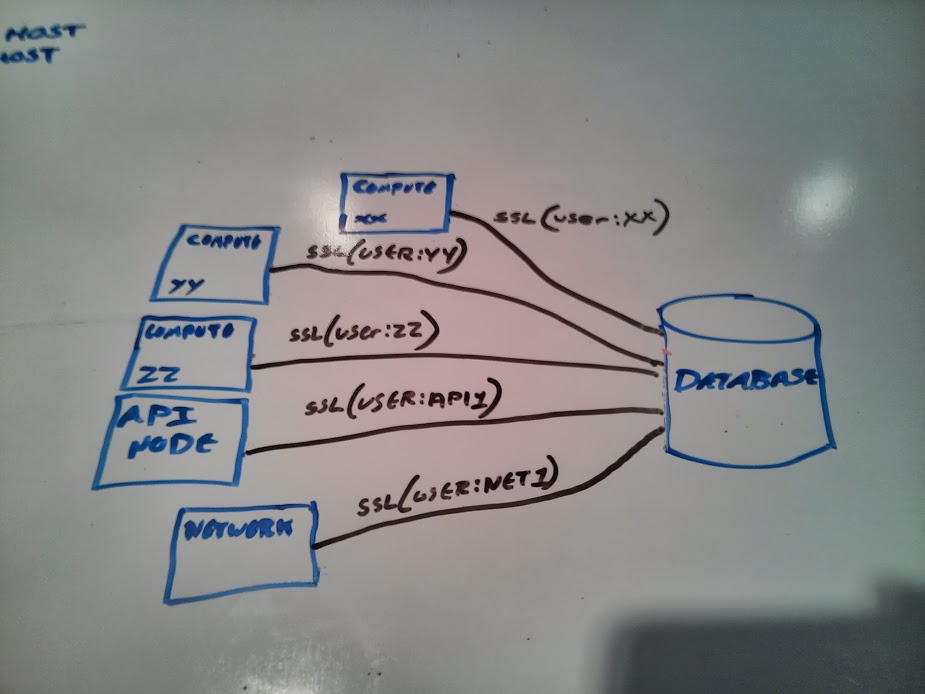 HOST
HOST
COMPUTE
XX
SSL(USER:XX)
COMPUTE
YY
SSL(USER:YY)
COMPUTE
ZZ
SSL(USER:ZZ)
API
NODE
SSL(USER:API1)
NETWORK
SSL(USER:NET1)
DATABASE